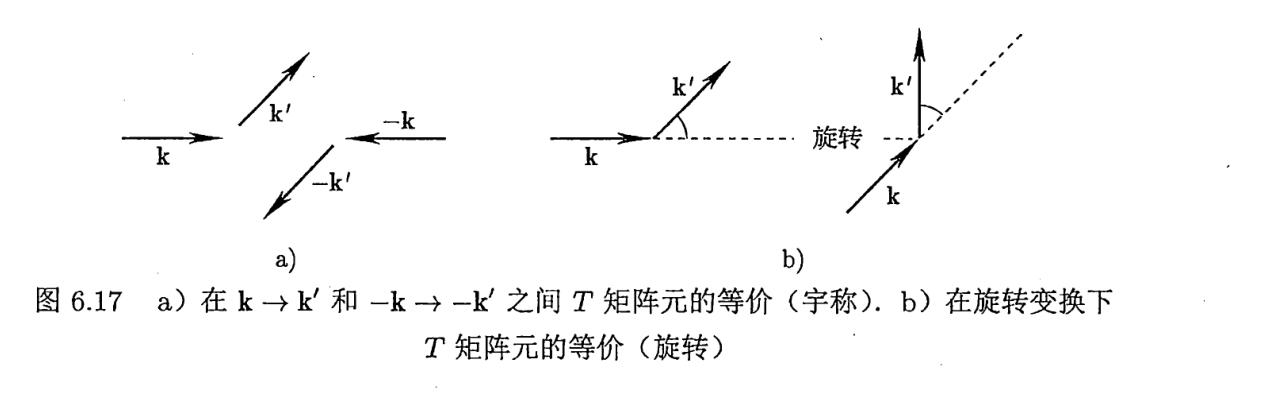 k
k′
−k
−k′
a)
k
k′
旋转
k′
k
b)
图 6.17 a）在 k → k′ 和 −k → −k′ 之间 T 矩阵元的等价（宇称）. b）在旋转变换下
T 矩阵元的等价（旋转）